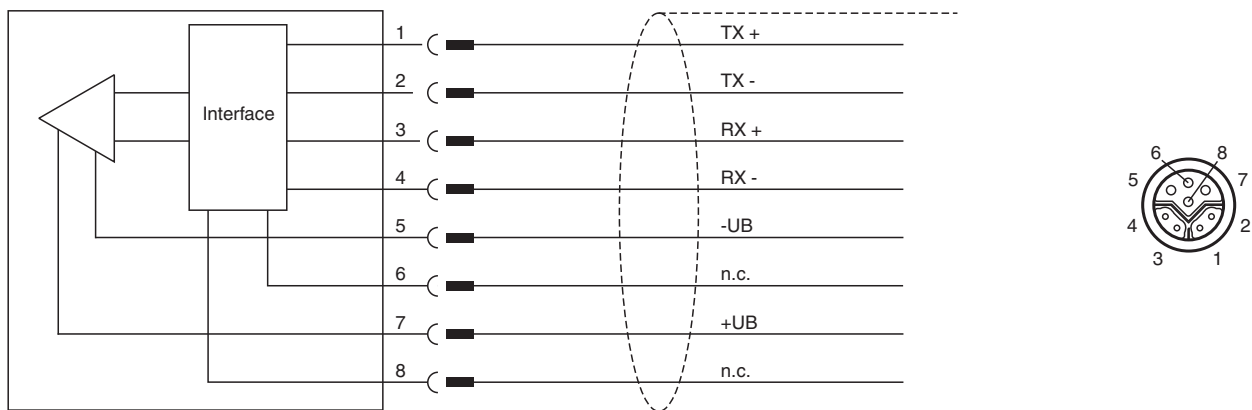 1 TX +
2 TX -
Interface
3 RX +
4 RX -
5 -UB
6 n.c.
7 +UB
8 n.c.
6 8
5 7
4 2
3 1